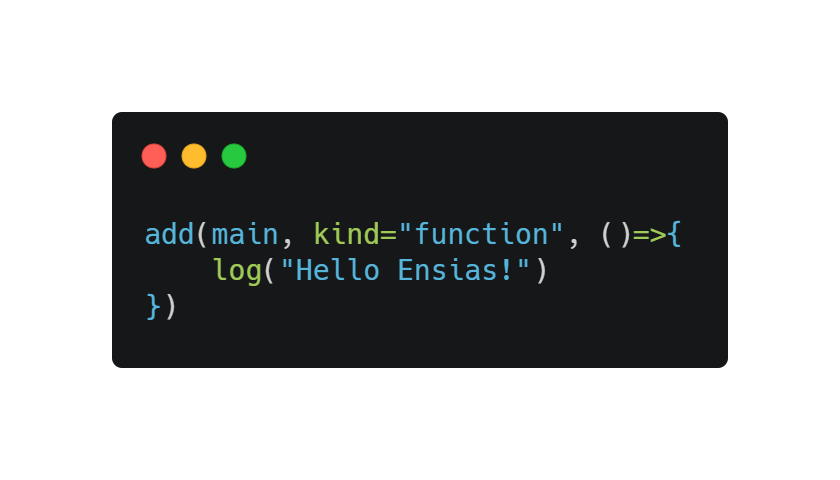 add(main, kind="function", ()=>{
    log("Hello Ensias!")
})